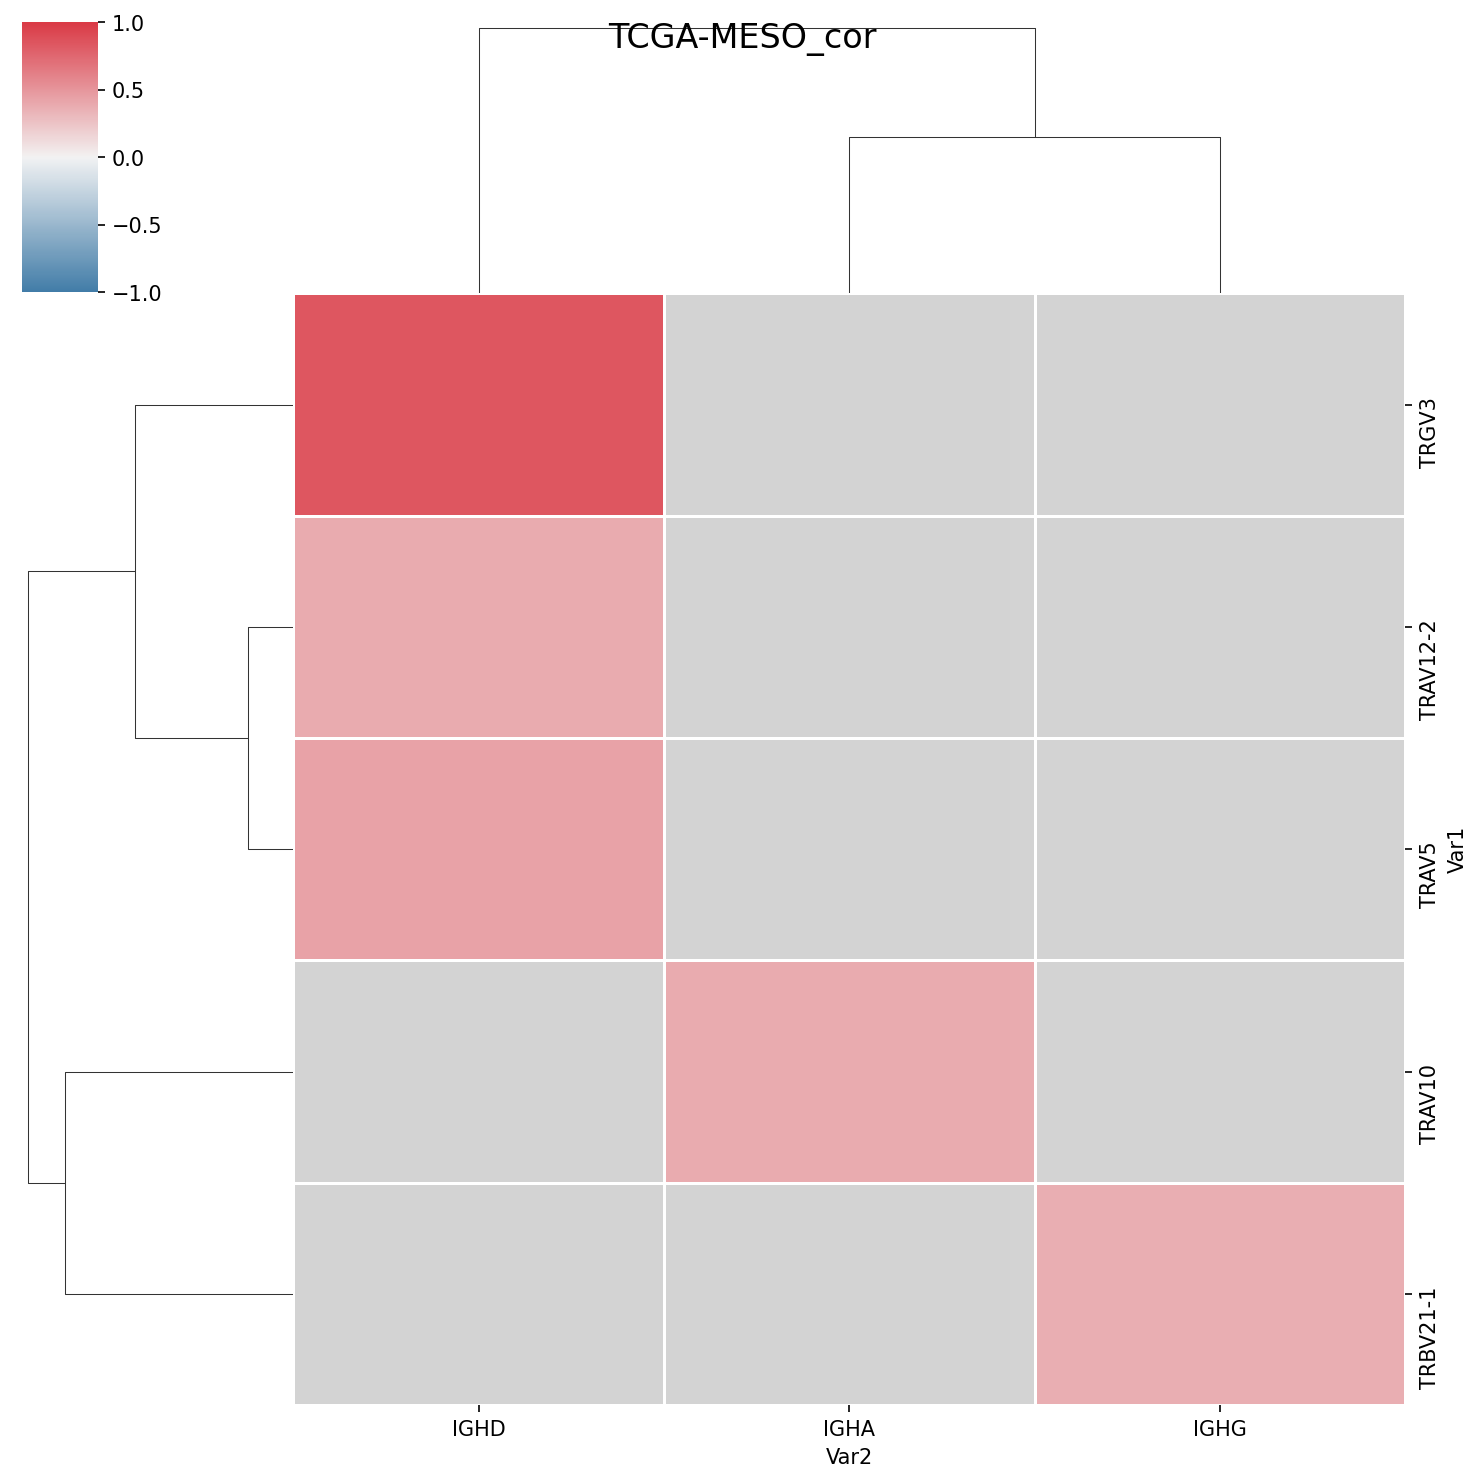 TCGA-MESO_cor
1.0
0.5
0.0
−0.5
−1.0
TRGV3
TRAV12-2
TRAV5
TRAV10
TRBV21-1
Var1
IGHD
IGHA
IGHG
Var2